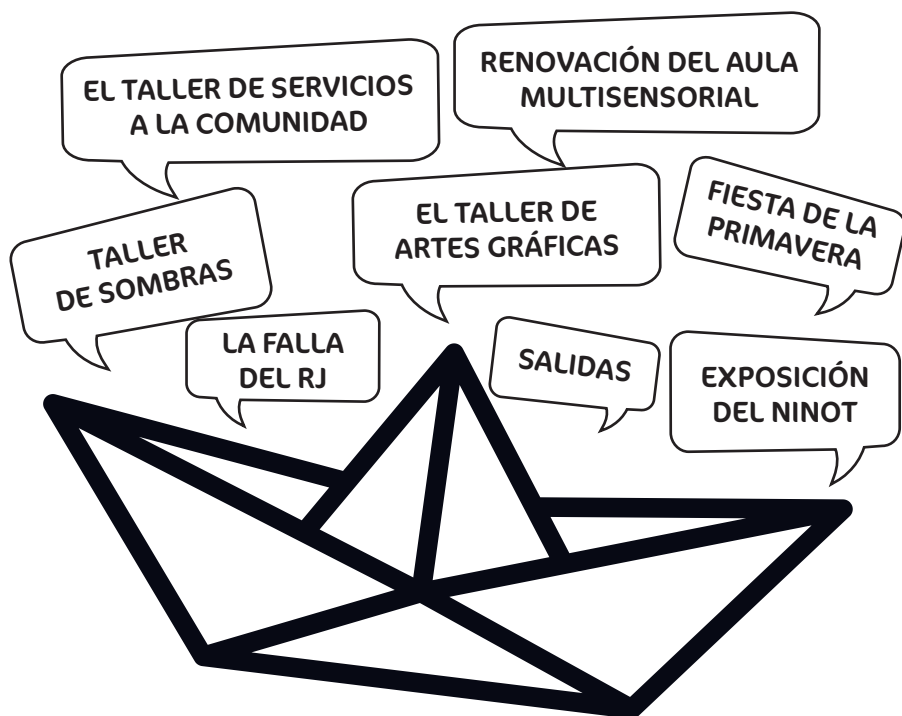 EL TALLER DE SERVICIOS
A LA COMUNIDAD
RENOVACIÓN DEL AULA
MULTISENSORIAL
TALLER
DE SOMBRAS
EL TALLER DE
ARTES GRÁFICAS
FIESTA DE LA
PRIMAVERA
LA FALLA
DEL RJ
SALIDAS
EXPOSICIÓN
DEL NINOT